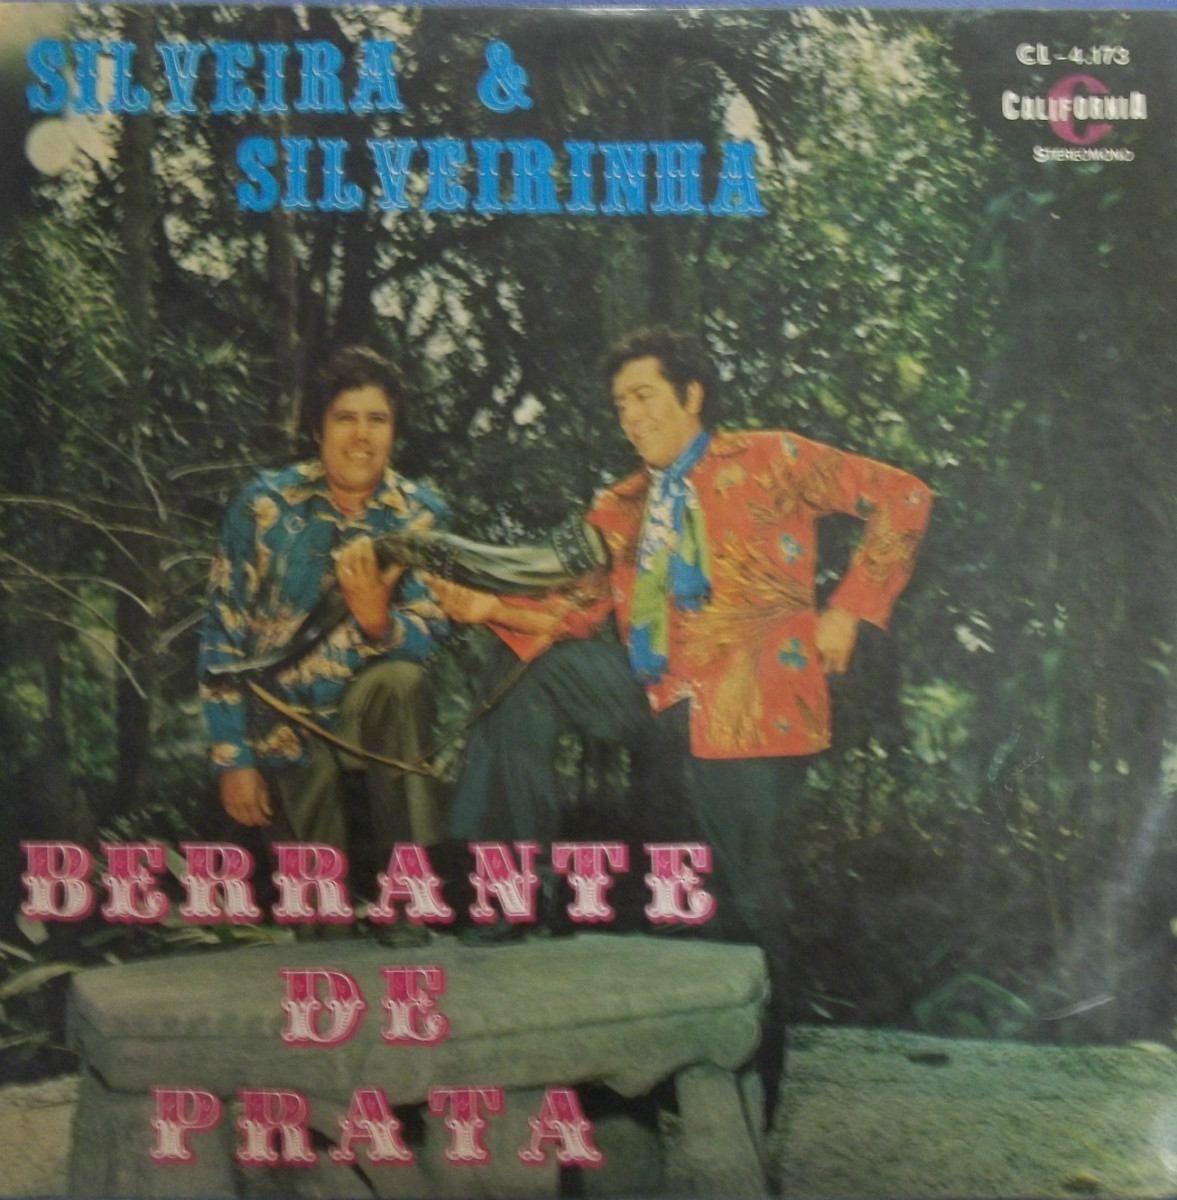 SILVEIRA &
SILVEIRINHA
CL-4.173
CALIFORNIA
STEREOMONO
BERRANTE
DE
PRATA